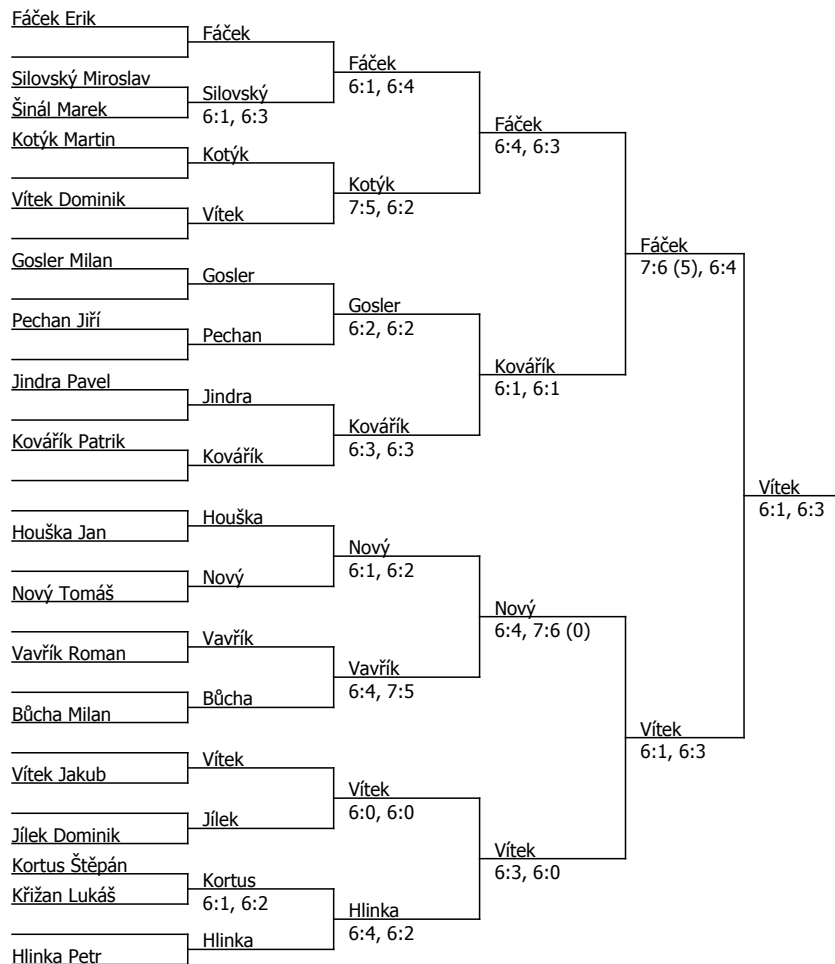 Fáček Erik
Silovský Miroslav
Šinál Marek
Kotýk Martin
Vítek Dominik
Gosler Milan
Pechan Jiří
Jindra Pavel
Kovářík Patrik
Houška Jan
Nový Tomáš
Vavřík Roman
Bůcha Milan
Vítek Jakub
Jílek Dominik
Kortus Štěpán
Křižan Lukáš
Hlinka Petr
Fáček
Silovský
6:1, 6:3
Kotýk
Vítek
Gosler
Pechan
Jindra
Kovářík
Houška
Nový
Vavřík
Bůcha
Vítek
Jílek
Kortus
6:1, 6:2
Hlinka
Fáček
6:1, 6:4
Kotýk
7:5, 6:2
Gosler
6:2, 6:2
Kovářík
6:3, 6:3
Nový
6:1, 6:2
Vavřík
6:4, 7:5
Vítek
6:0, 6:0
Hlinka
6:4, 6:2
Fáček
6:4, 6:3
Kovářík
6:1, 6:1
Nový
6:4, 7:6 (0)
Vítek
6:3, 6:0
Fáček
7:6 (5), 6:4
Vítek
6:1, 6:3
Vítek
6:1, 6:3